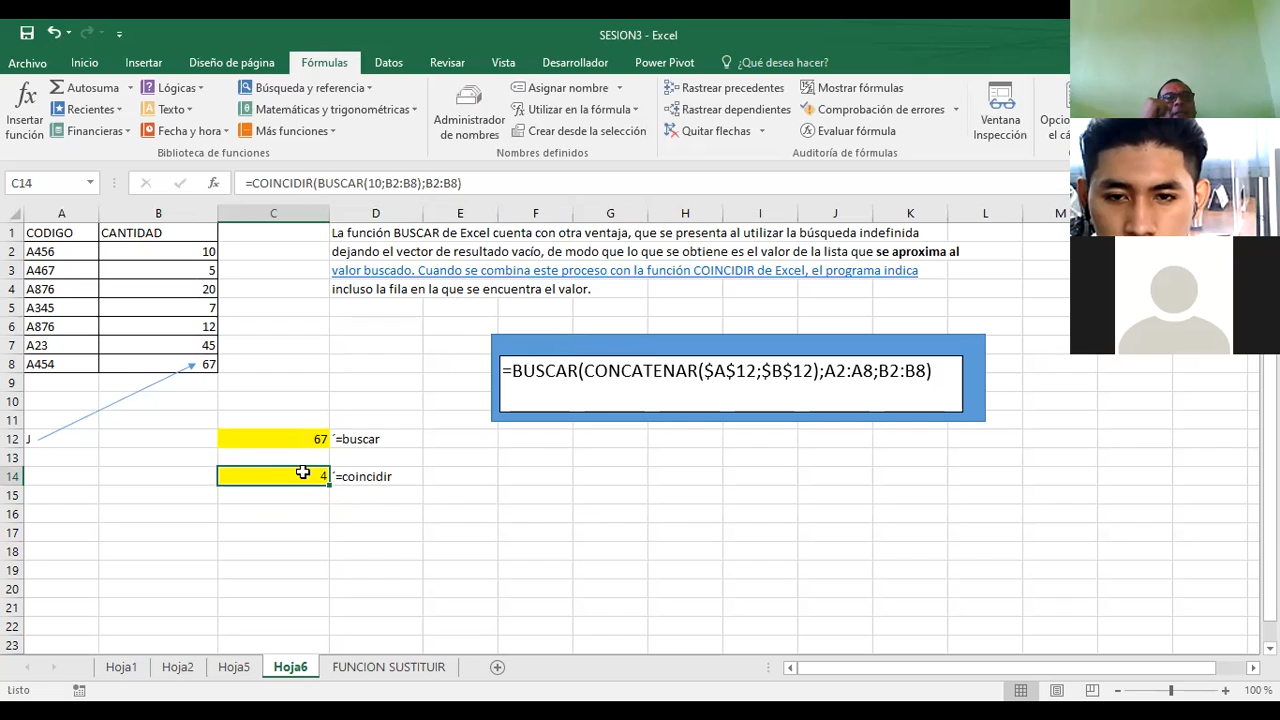 SESION3 - Excel
Archivo Inicio Insertar Diseño de página Fórmulas Datos Revisar Vista Desarrollador Power Pivot ¿Qué desea hacer?
fx Insertar función
Autosuma
Recientes
Financieras
Lógicas
Texto
Fecha y hora
Búsqueda y referencia
Matemáticas y trigonométricas
Más funciones
Biblioteca de funciones
Administrador de nombres
Asignar nombre
Utilizar en la fórmula
Crear desde la selección
Nombres definidos
Rastrear precedentes
Rastrear dependientes
Quitar flechas
Mostrar fórmulas
Comprobación de errores
Evaluar fórmula
Auditoría de fórmulas
Ventana Inspección
C14 fx =COINCIDIR(BUSCAR(10;B2:B8);B2:B8)
A B C D E F G H I J K L M
1 CODIGO CANTIDAD La función BUSCAR de Excel cuenta con otra ventaja, que se presenta al utilizar la búsqueda indefinida
2 A456 10 dejando el vector de resultado vacío, de modo que lo que se obtiene es el valor de la lista que se aproxima al
3 A467 5 valor buscado. Cuando se combina este proceso con la función COINCIDIR de Excel, el programa indica
4 A876 20 incluso la fila en la que se encuentra el valor.
5 A345 7
6 A876 12
7 A23 45
8 A454 67
=BUSCAR(CONCATENAR($A$12;$B$12);A2:A8;B2:B8)
9
10
11
12 J 67 ´=buscar
13
14 4 ´=coincidir
15
16
17
18
19
20
21
22
23
Hoja1 Hoja2 Hoja5 Hoja6 FUNCION SUSTITUIR
Listo 100 %